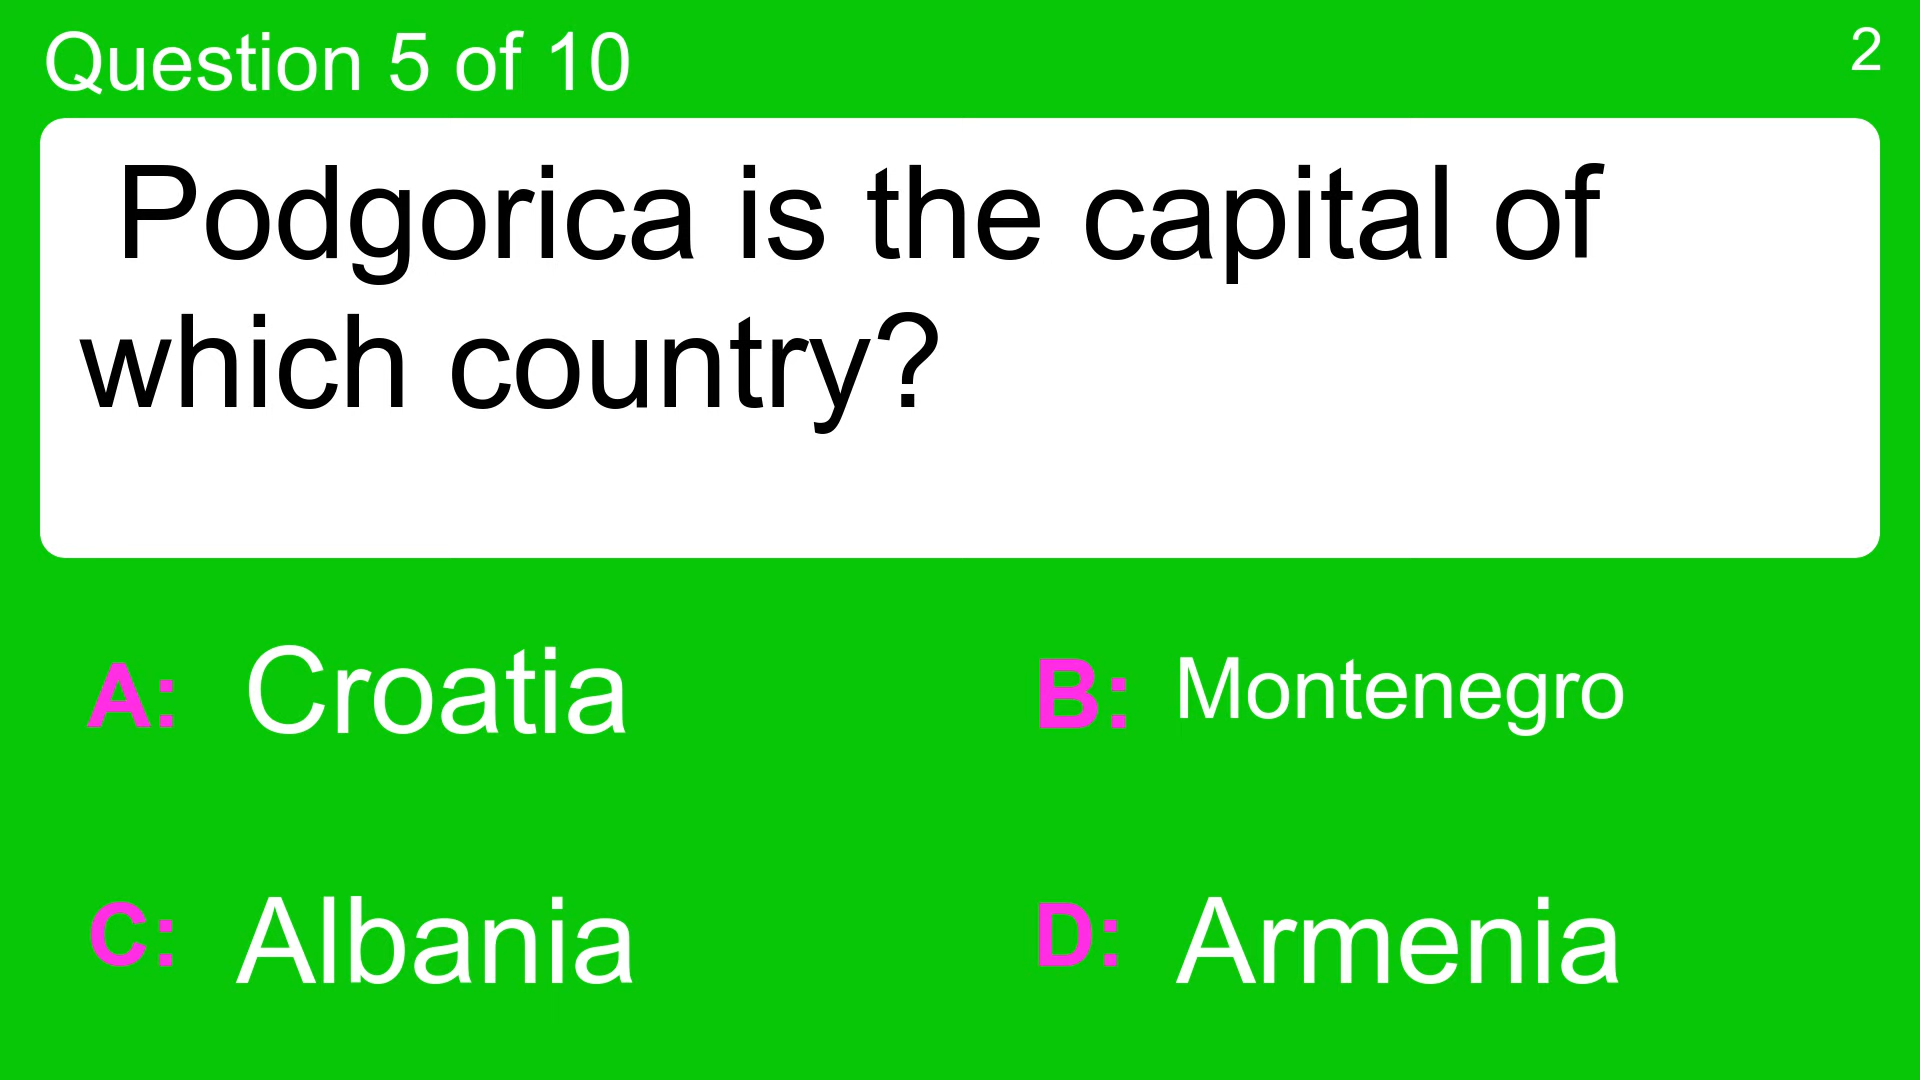 Question 5 of 10
2
Podgorica is the capital of
which country?
A: Croatia
B: Montenegro
C: Albania
D: Armenia